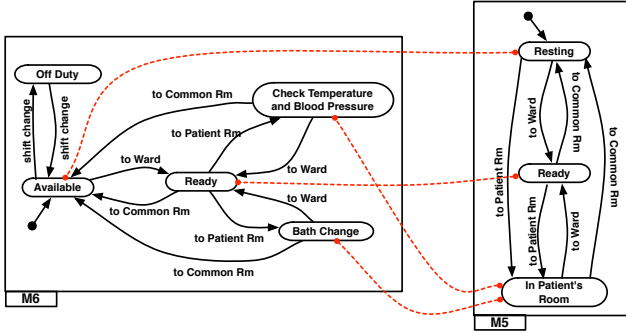 Off Duty
shift change
shift change
Available
to Common Rm
Check Temperature
and Blood Pressure
to Patient Rm
to Ward
Ready
to Ward
to Common Rm
to Ward
to Patient Rm
Bath Change
to Common Rm
M6
Resting
to Ward
to Common Rm
to Common Rm
to Patient Rm
Ready
to Patient Rm
to Ward
In Patient's
Room
M5